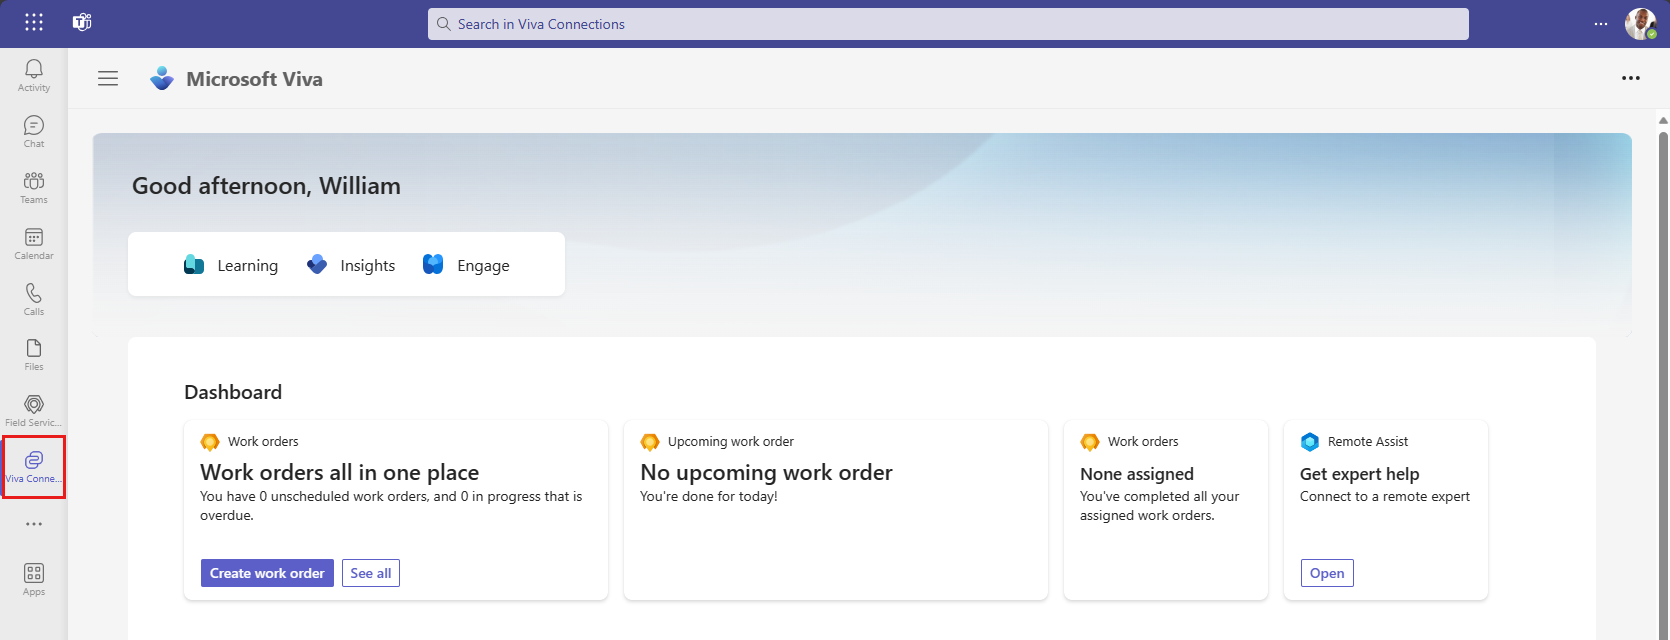 Search in Viva Connections
Activity
Chat
Teams
Calendar
Calls
Files
Field Servic...
Viva Conne...
Apps
Microsoft Viva
Good afternoon, William
Learning
Insights
Engage
Dashboard
Work orders
Work orders all in one place
You have 0 unscheduled work orders, and 0 in progress that is
overdue.
Create work order
See all
Upcoming work order
No upcoming work order
You're done for today!
Work orders
None assigned
You've completed all your
assigned work orders.
Remote Assist
Get expert help
Connect to a remote expert
Open